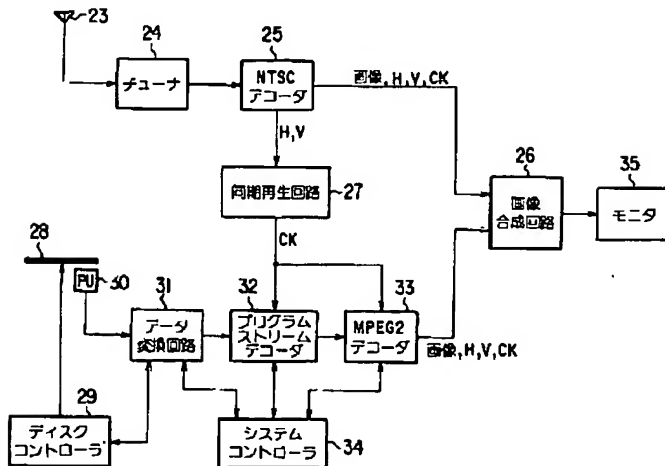 23
24
チューナ
25
NTSC
デコーダ
画像,H,V,CK
H,V
同期再生回路
27
CK
26
画像
合成回路
35
モニタ
28
PU
30
31
データ
変換回路
32
プログラム
ストリーム
デコーダ
33
MPEG2
デコーダ
画像,H,V,CK
29
ディスク
コントローラ
システム
コントローラ
34